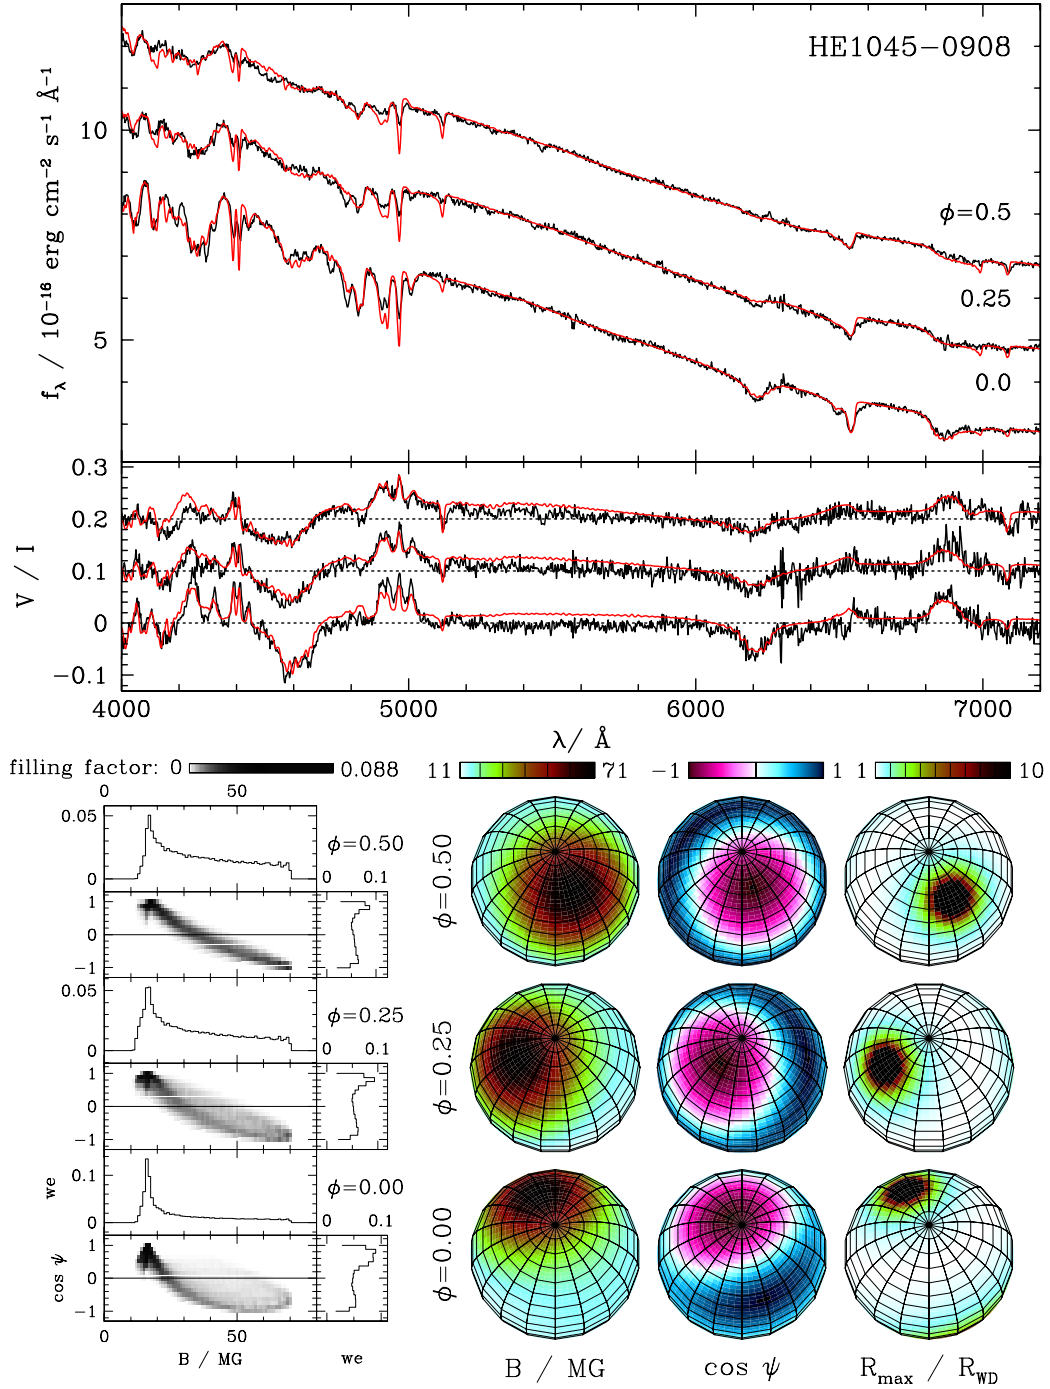 HE1045−0908
10
5
f_λ / 10⁻¹⁶ erg cm⁻² s⁻¹ Å⁻¹
ϕ=0.5
0.25
0.0
0.3
0.2
0.1
0
−0.1
V / I
4000 5000 6000 7000
λ/ Å
filling factor: 0 0.088
11 71
−1 1
1 10
0 50
0.05
0
ϕ=0.50
0 0.1
1
0
−1
0.05
0
ϕ=0.25
0 0.1
1
0
−1
we
0.1
0
ϕ=0.00
0 0.1
cos ψ
1
0
−1
0 50
B / MG
we
ϕ=0.50
ϕ=0.25
ϕ=0.00
B / MG
cos ψ
R_max / R_WD